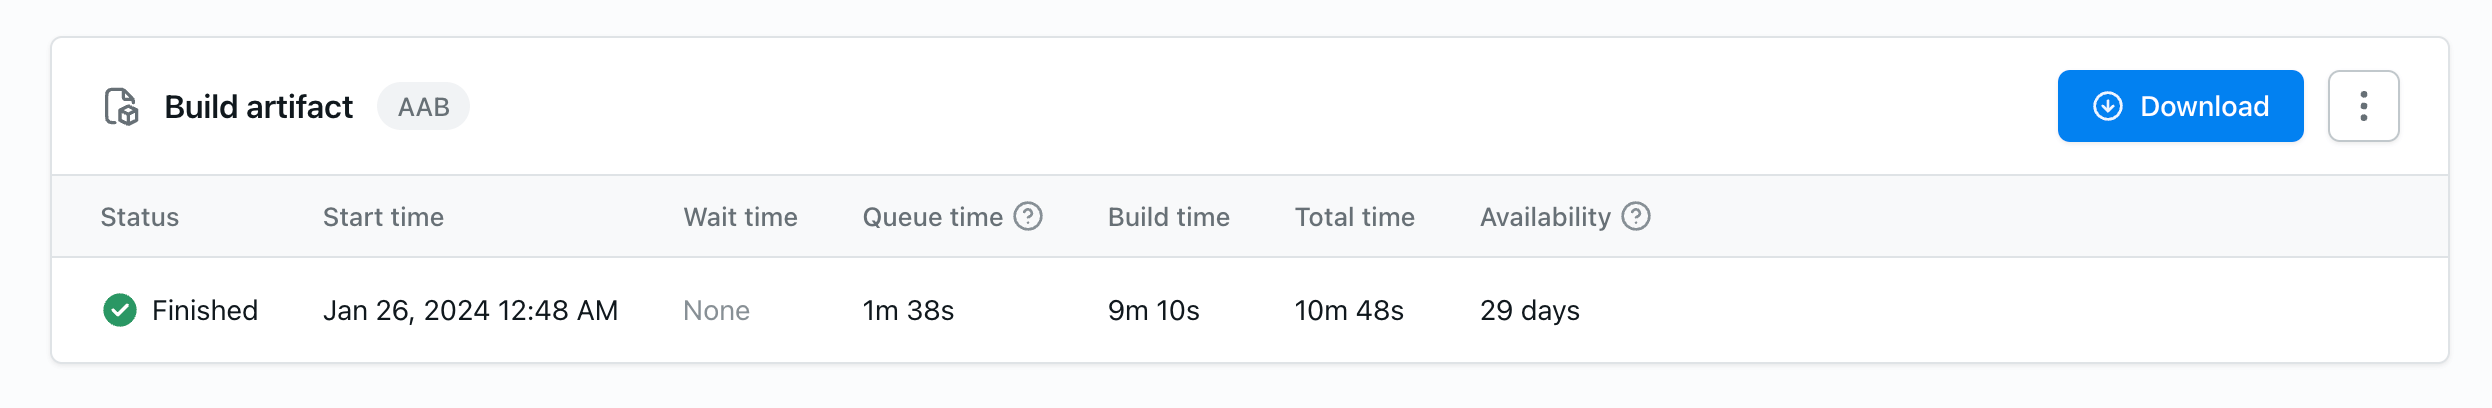 Build artifact AAB Download
Status Start time Wait time Queue time ? Build time Total time Availability ?
Finished Jan 26, 2024 12:48 AM None 1m 38s 9m 10s 10m 48s 29 days